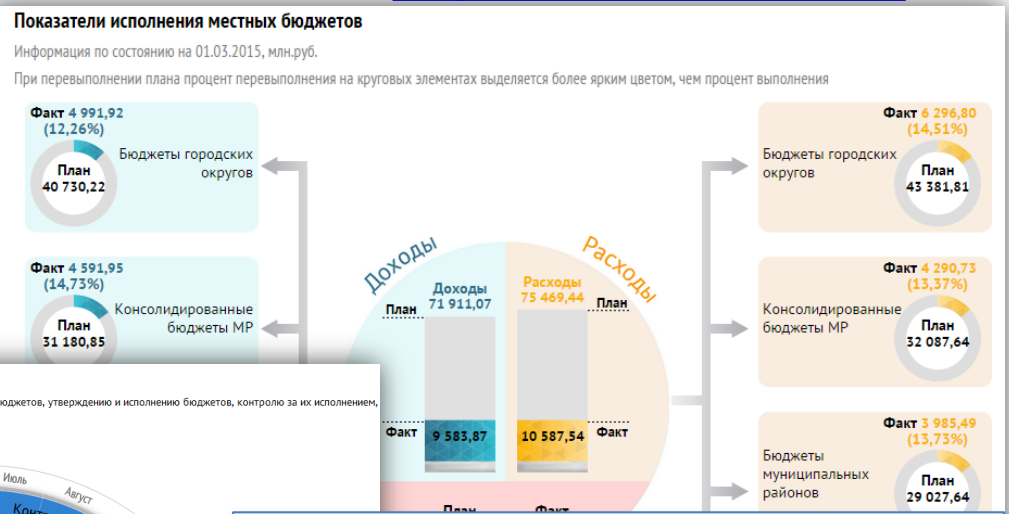 Показатели исполнения местных бюджетов
Информация по состоянию на 01.03.2015, млн.руб.
При перевыполнении плана процент перевыполнения на круговых элементах выделяется более ярким цветом, чем процент выполнения
Факт 4 991,92
(12,26%)
План
40 730,22
Бюджеты городских
округов
Факт 4 591,95
(14,73%)
План
31 180,85
Консолидированные
бюджеты МР
Доходы
Расходы
Доходы
71 911,07
План
Факт
9 583,87
Расходы
75 469,44
План
10 587,54
Факт
План
Факт
Факт 6 296,80
(14,51%)
Бюджеты городских
округов
План
43 381,81
Факт 4 290,73
(13,37%)
Консолидированные
бюджеты МР
План
32 087,64
Факт 3 985,49
(13,73%)
Бюджеты
муниципальных
районов
План
29 027,64
юджетов, утверждению и исполнению бюджетов, контролю за их исполнением,
Июль
Август